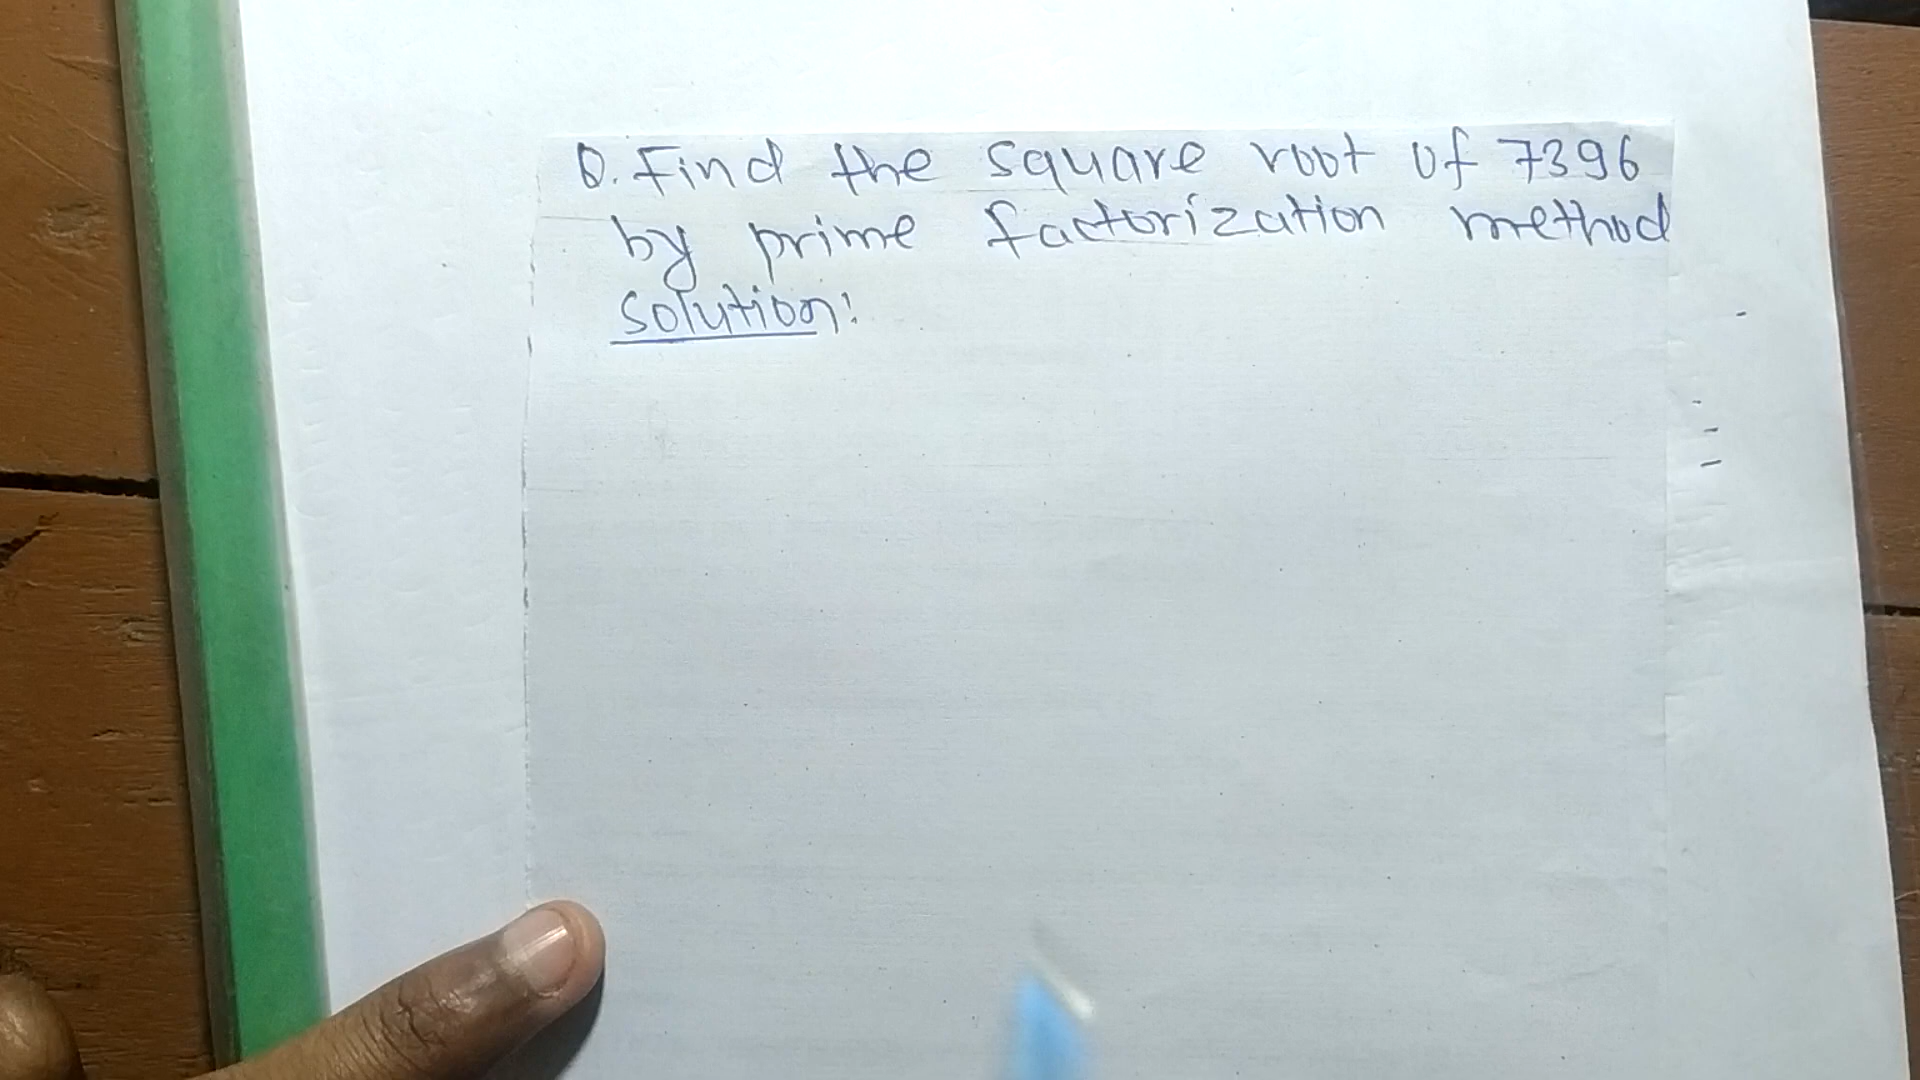 Q. Find the square root of 7396
by prime factorization method
solution: